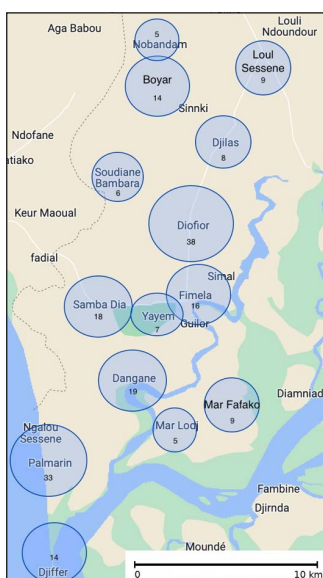 Aga Babou
Louli
Ndoundour
5
Nobandam
Loul
Sessene
9
Boyar
14
Sinnki
Ndofane
atiako
Djilas
8
Soudiane
Bambara
6
Keur Maoual
Diofior
38
fadial
Simal
Fimela
16
Samba Dia
18
Yayem
7
Guilor
Dangane
19
Mar Fafako
9
Diamniad
Mar Lodj
5
Ngalou
Sessene
Palmarin
33
Fambine
Djirnda
14
Djiffer
Moundé
0
10 km